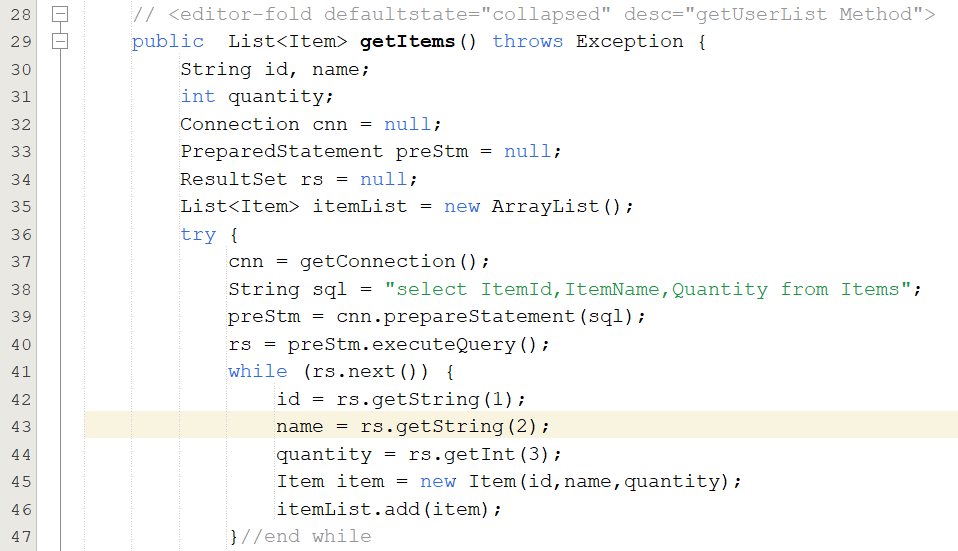 28 // <editor-fold defaultstate="collapsed" desc="getUserList Method">
29 public  List<Item> getItems() throws Exception {
30 String id, name;
31 int quantity;
32 Connection cnn = null;
33 PreparedStatement preStm = null;
34 ResultSet rs = null;
35 List<Item> itemList = new ArrayList();
36 try {
37 cnn = getConnection();
38 String sql = "select ItemId,ItemName,Quantity from Items";
39 preStm = cnn.prepareStatement(sql);
40 rs = preStm.executeQuery();
41 while (rs.next()) {
42 id = rs.getString(1);
43 name = rs.getString(2);
44 quantity = rs.getInt(3);
45 Item item = new Item(id,name,quantity);
46 itemList.add(item);
47 }//end while